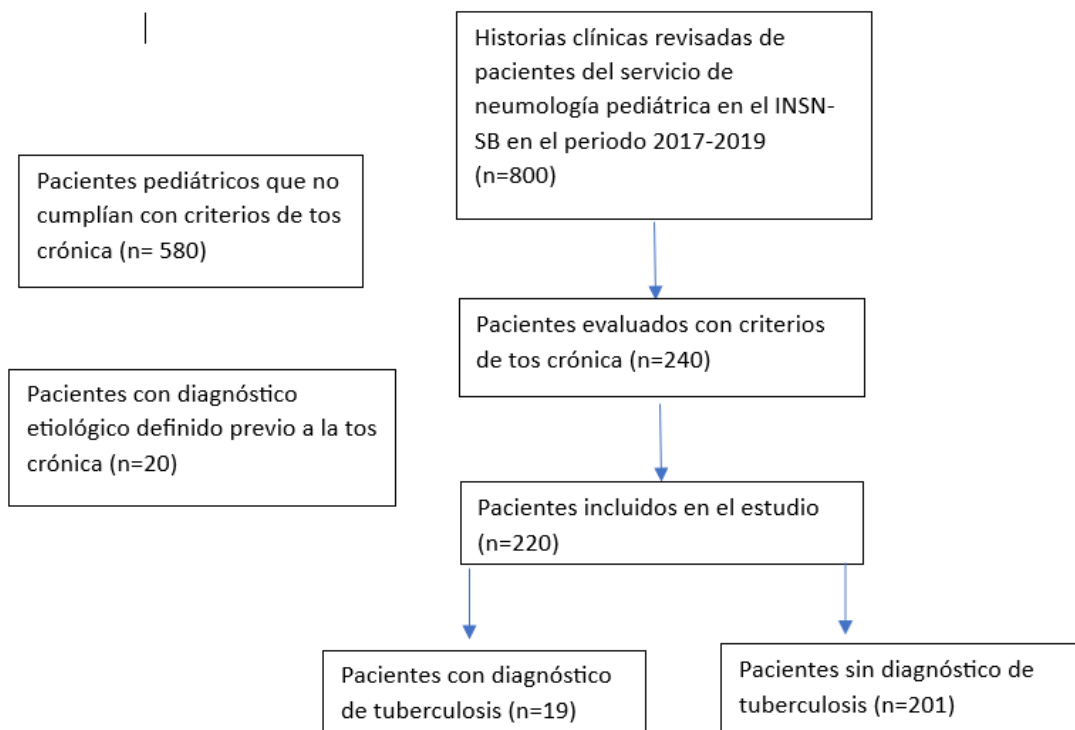 Historias clínicas revisadas de
pacientes del servicio de
neumología pediátrica en el INSN-
SB en el periodo 2017-2019
(n=800)
Pacientes pediátricos que no
cumplían con criterios de tos
crónica (n= 580)
Pacientes evaluados con criterios
de tos crónica (n=240)
Pacientes con diagnóstico
etiológico definido previo a la tos
crónica (n=20)
Pacientes incluidos en el estudio
(n=220)
Pacientes con diagnóstico
de tuberculosis (n=19)
Pacientes sin diagnóstico de
tuberculosis (n=201)